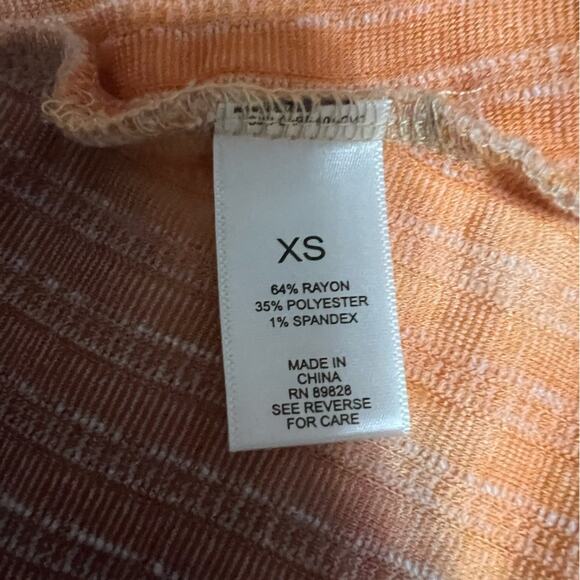 XS
64% RAYON
35% POLYESTER
1% SPANDEX
MADE IN
CHINA
RN 89828
SEE REVERSE
FOR CARE